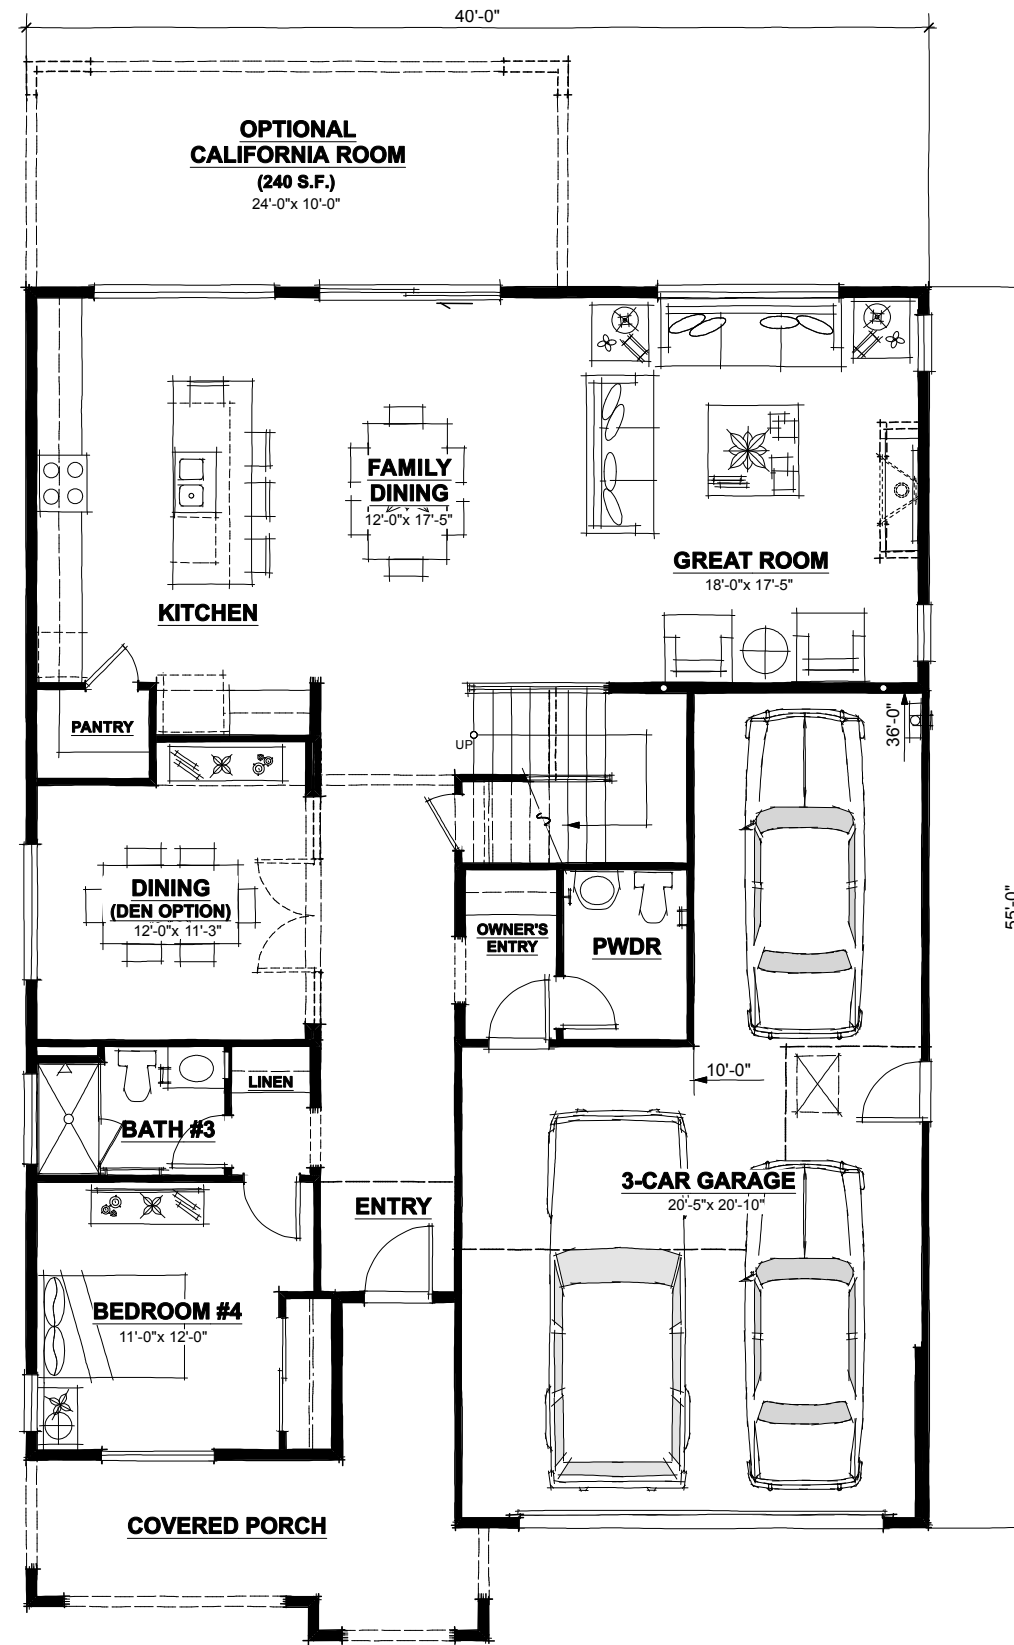 40'-0"
OPTIONAL
CALIFORNIA ROOM
(240 S.F.)
24'-0"x 10'-0"
FAMILY
DINING
12'-0"x 17'-5"
GREAT ROOM
18'-0"x 17'-5"
KITCHEN
PANTRY
UP
36'-0"
DINING
(DEN OPTION)
12'-0"x 11'-3"
OWNER'S
ENTRY
PWDR
55'-0"
10'-0"
LINEN
BATH #3
3-CAR GARAGE
20'-5"x 20'-10"
ENTRY
BEDROOM #4
11'-0"x 12'-0"
COVERED PORCH